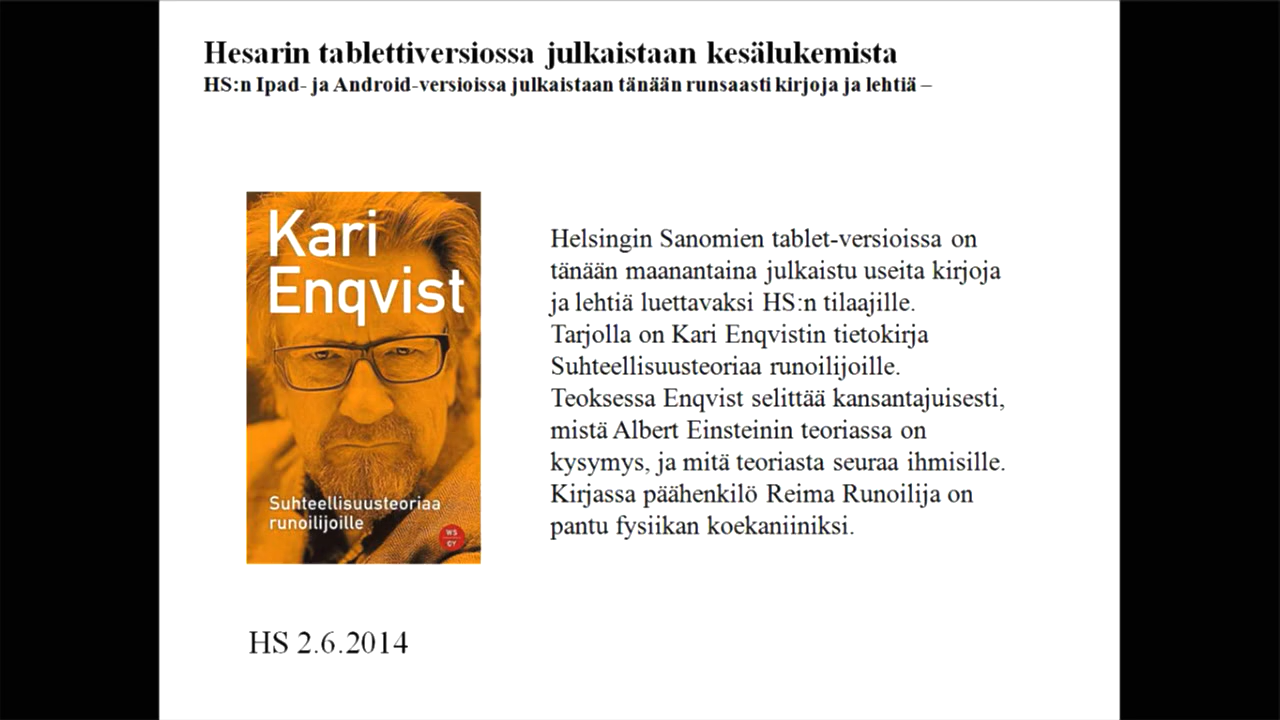 Hesarin tablettiversiossa julkaistaan kesälukemista
HS:n Ipad- ja Android-versioissa julkaistaan tänään runsaasti kirjoja ja lehtiä –
Kari
Enqvist
Suhteellisuusteoriaa
runoilijoille
WS
OY
Helsingin Sanomien tablet-versioissa on
tänään maanantaina julkaistu useita kirjoja
ja lehtiä luettavaksi HS:n tilaajille.
Tarjolla on Kari Enqvistin tietokirja
Suhteellisuusteoriaa runoilijoille.
Teoksessa Enqvist selittää kansantajuisesti,
mistä Albert Einsteinin teoriassa on
kysymys, ja mitä teoriasta seuraa ihmisille.
Kirjassa päähenkilö Reima Runoilija on
pantu fysiikan koekaniiniksi.
HS 2.6.2014